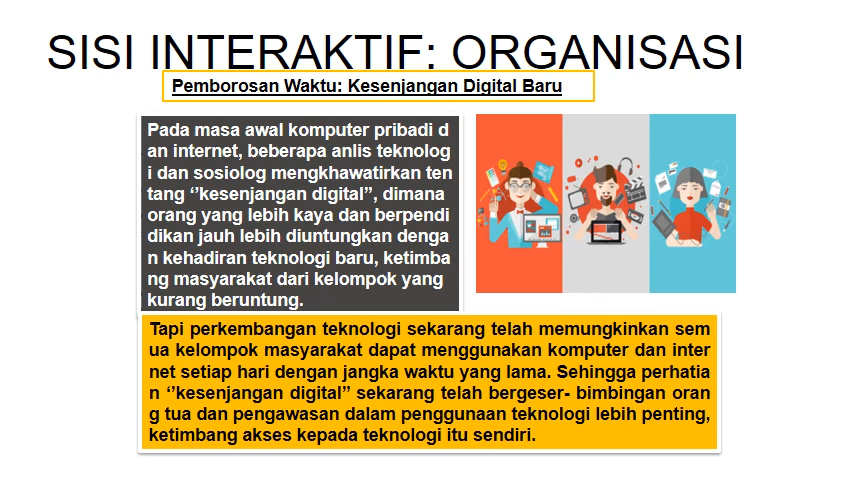 SISI INTERAKTIF: ORGANISASI
Pemborosan Waktu: Kesenjangan Digital Baru
Pada masa awal komputer pribadi d
an internet, beberapa anlis teknolog
i dan sosiolog mengkhawatirkan ten
tang ‘’kesenjangan digital”, dimana
orang yang lebih kaya dan berpendi
dikan jauh lebih diuntungkan denga
n kehadiran teknologi baru, ketimba
ng masyarakat dari kelompok yang
kurang beruntung.
Tapi perkembangan teknologi sekarang telah memungkinkan sem
ua kelompok masyarakat dapat menggunakan komputer dan inter
net setiap hari dengan jangka waktu yang lama. Sehingga perhatia
n ‘’kesenjangan digital” sekarang telah bergeser- bimbingan oran
g tua dan pengawasan dalam penggunaan teknologi lebih penting,
ketimbang akses kepada teknologi itu sendiri.